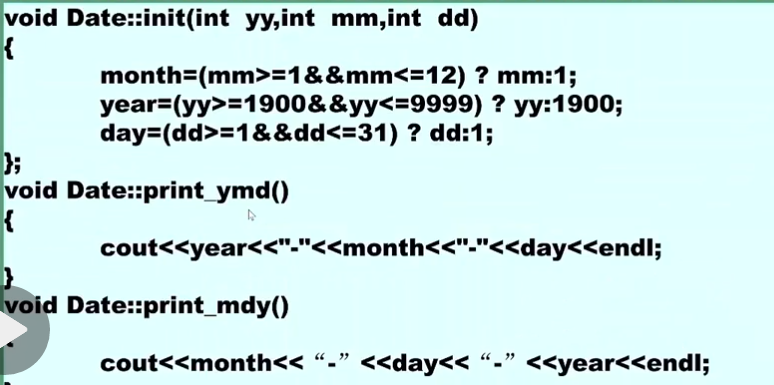 void Date::init(int yy,int mm,int dd)
{
month=(mm>=1&&mm<=12) ? mm:1;
year=(yy>=1900&&yy<=9999) ? yy:1900;
day=(dd>=1&&dd<=31) ? dd:1;
};
void Date::print_ymd()
{
cout<<year<<"-"<<month<<"-"<<day<<endl;
}
void Date::print_mdy()
cout<<month<< “-” <<day<< “-” <<year<<endl;